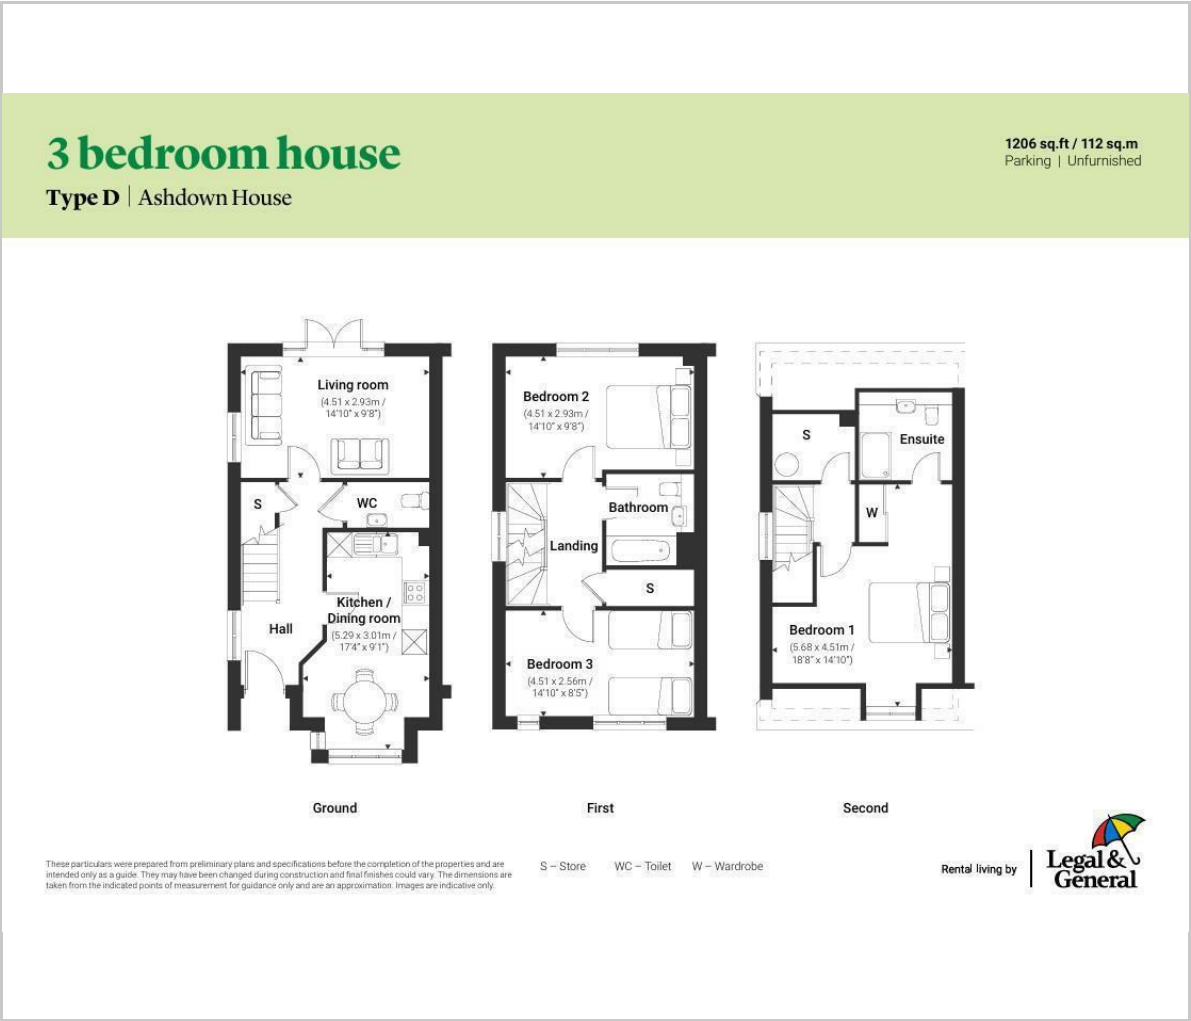 3 bedroom house
Type D | Ashdown House
1206 sq.ft / 112 sq.m
Parking | Unfurnished
Living room
(4.51 x 2.93m /
14'10" x 9'8")
S
WC
Kitchen /
Dining room
(5.29 x 3.01m /
17'4" x 9'1")
Hall
Ground
Bedroom 2
(4.51 x 2.93m /
14'10" x 9'8")
Bathroom
Landing
S
Bedroom 3
(4.51 x 2.56m /
14'10" x 8'5")
First
S
Ensuite
W
Bedroom 1
(5.68 x 4.51m /
18'8" x 14'10")
Second
These particulars were prepared from preliminary plans and specifications before the completion of the properties and are
intended only as a guide. They may have been changed during construction and final finishes could vary. The dimensions are
taken from the indicated points of measurement for guidance only and are an approximation. Images are indicative only.
S – Store WC – Toilet W – Wardrobe
Rental living by
Legal &
General